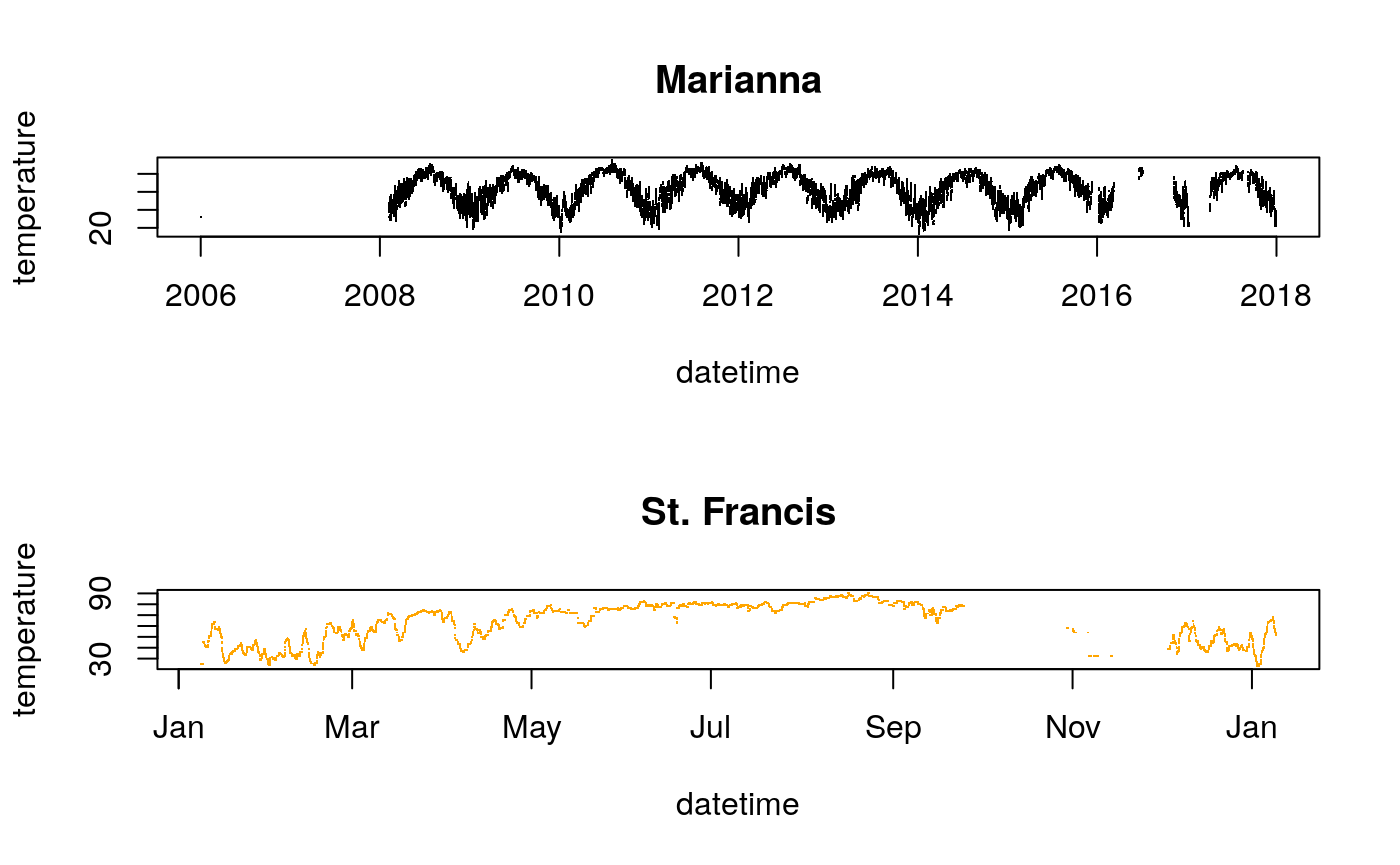 Marianna
temperature
20
2006 2008 2010 2012 2014 2016 2018
datetime
St. Francis
temperature
30 90
Jan Mar May Jul Sep Nov Jan
datetime